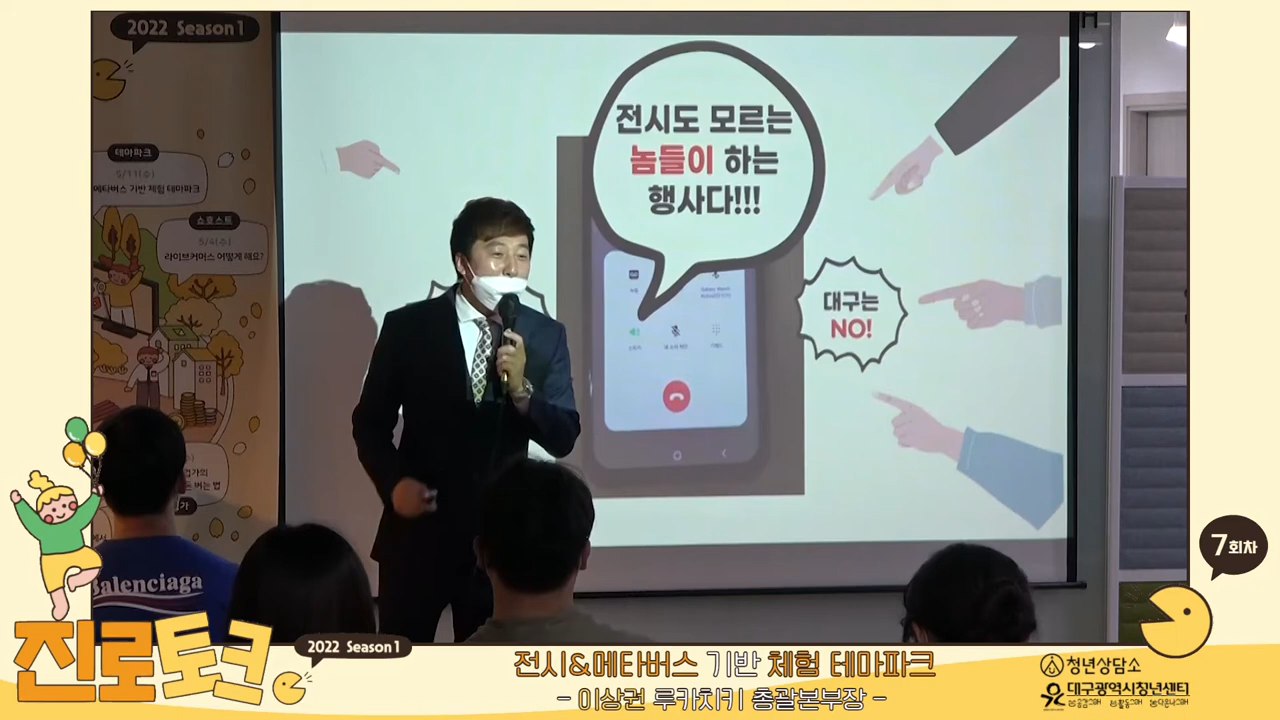 2022 Season 1
테마파크
5/11(수)
메타버스 기반 체험 테마파크
쇼호스트
5/4(수)
라이브커머스 어떻게 해요?
전시도 모르는
놈들이 하는
행사다!!!
대구는
NO!
Balenciaga
7회차
진로토크
2022 Season 1
전시&메타버스 기반 체험 테마파크
- 이상권 루카치키 총괄본부장 -
청년상담소
대구광역시청년센터